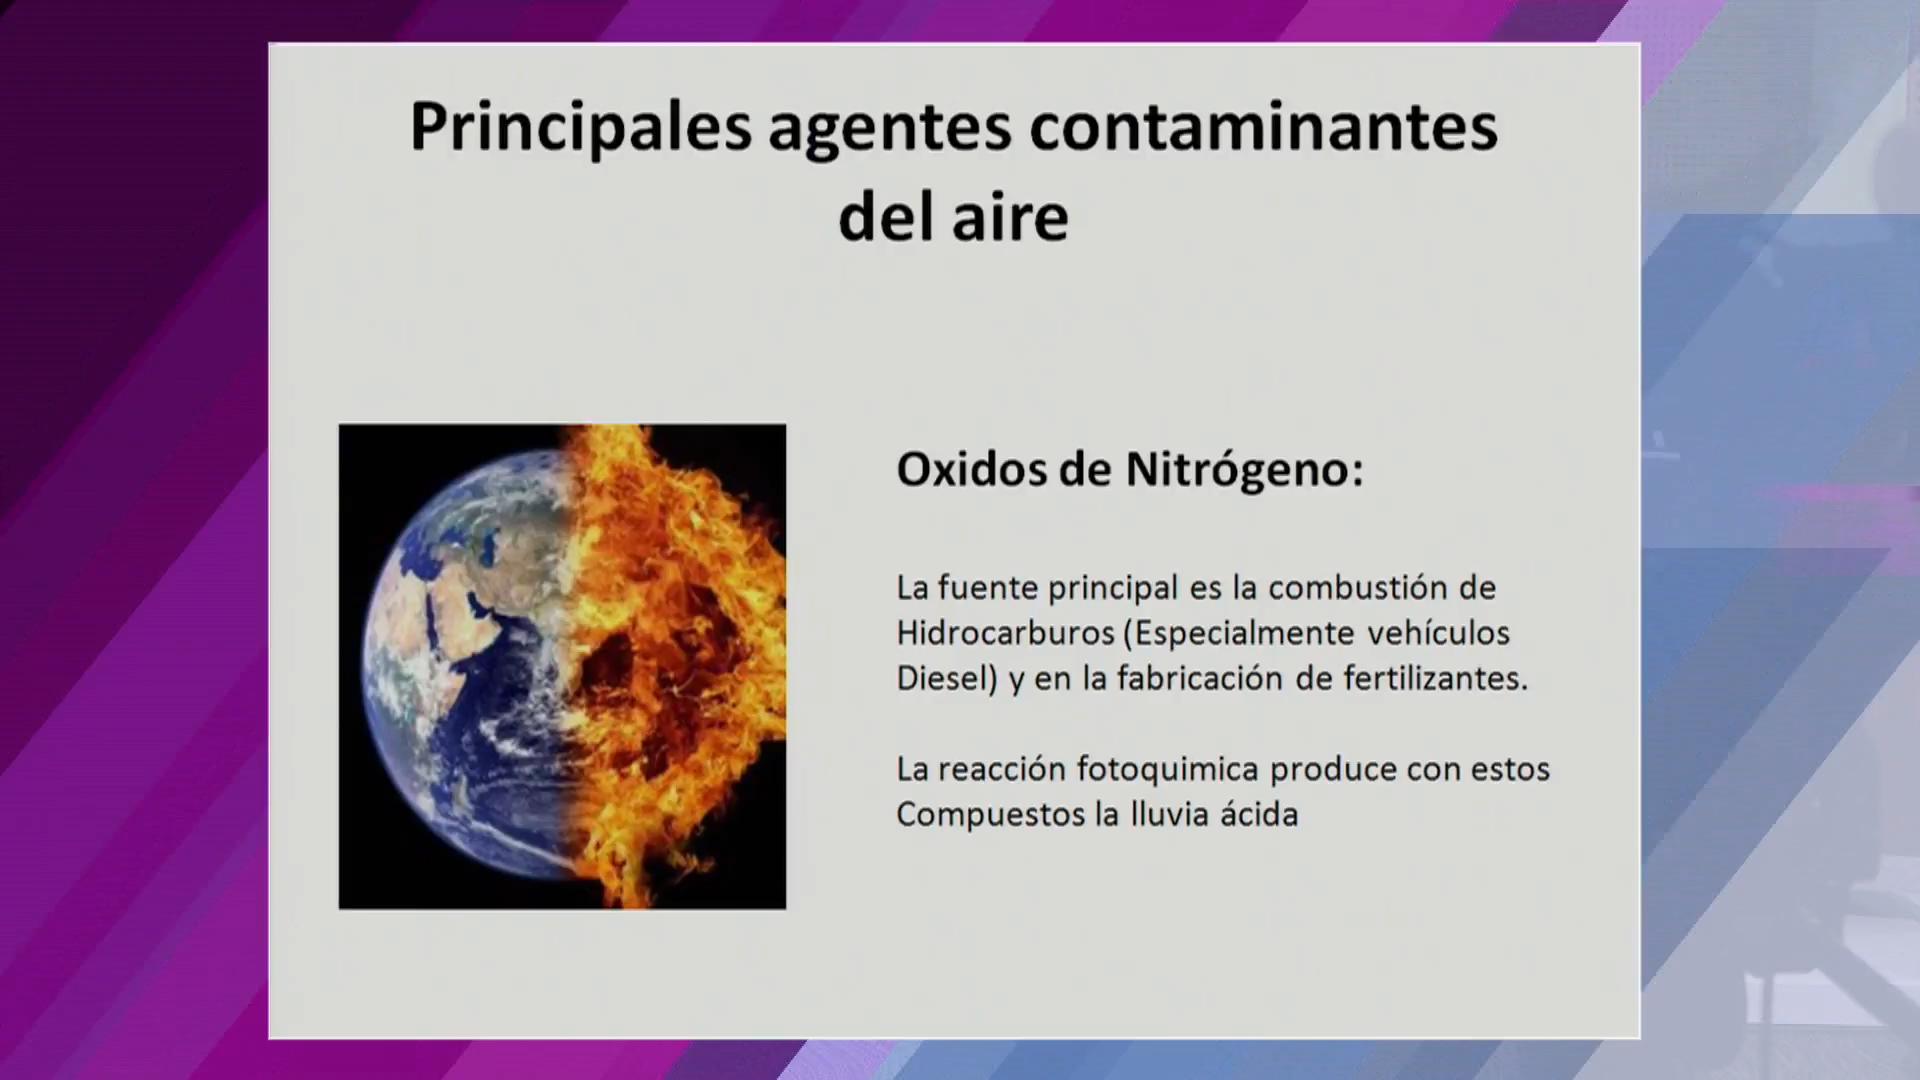 Principales agentes contaminantes
del aire
Oxidos de Nitrógeno:
La fuente principal es la combustión de
Hidrocarburos (Especialmente vehículos
Diesel) y en la fabricación de fertilizantes.
La reacción fotoquimica produce con estos
Compuestos la lluvia ácida